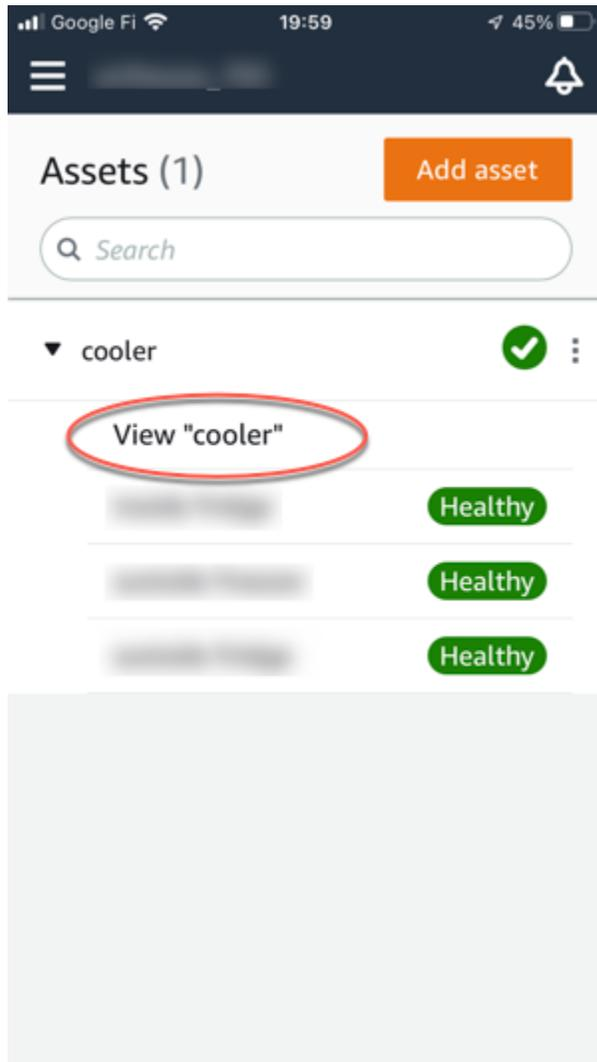 Google Fi 19:59 45%
Assets (1) Add asset
Search
cooler
View "cooler"
Healthy
Healthy
Healthy